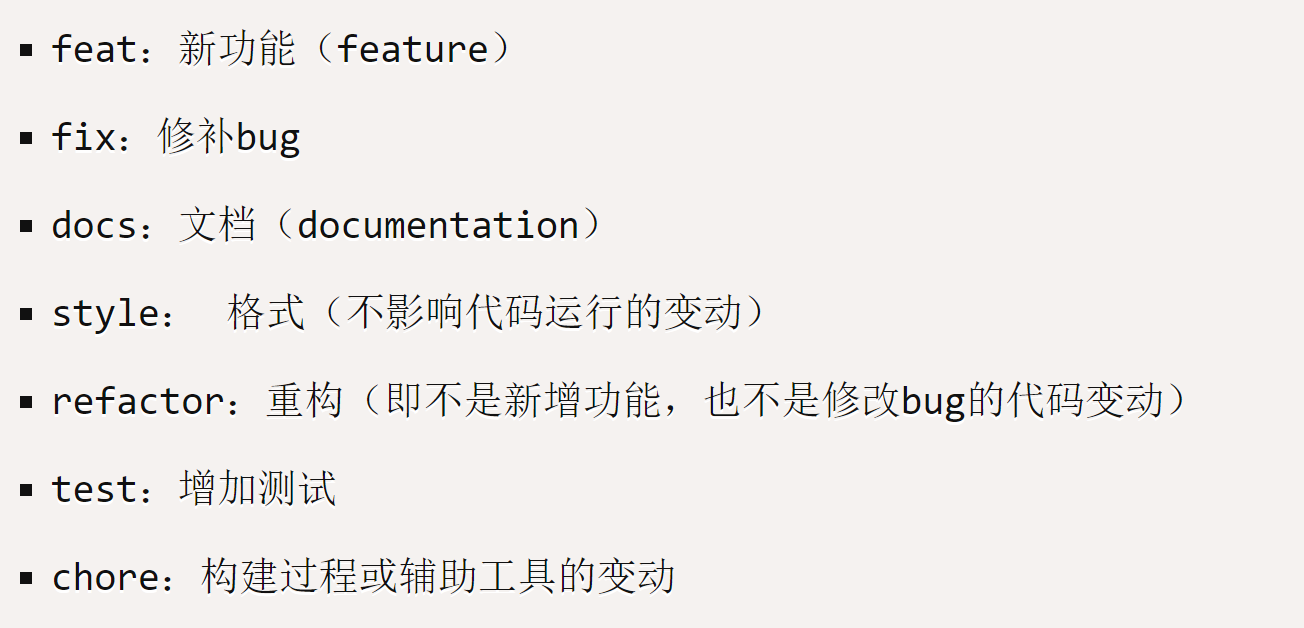 ▪ feat：新功能（feature）
▪ fix：修补bug
▪ docs：文档（documentation）
▪ style： 格式（不影响代码运行的变动）
▪ refactor：重构（即不是新增功能，也不是修改bug的代码变动）
▪ test：增加测试
▪ chore：构建过程或辅助工具的变动